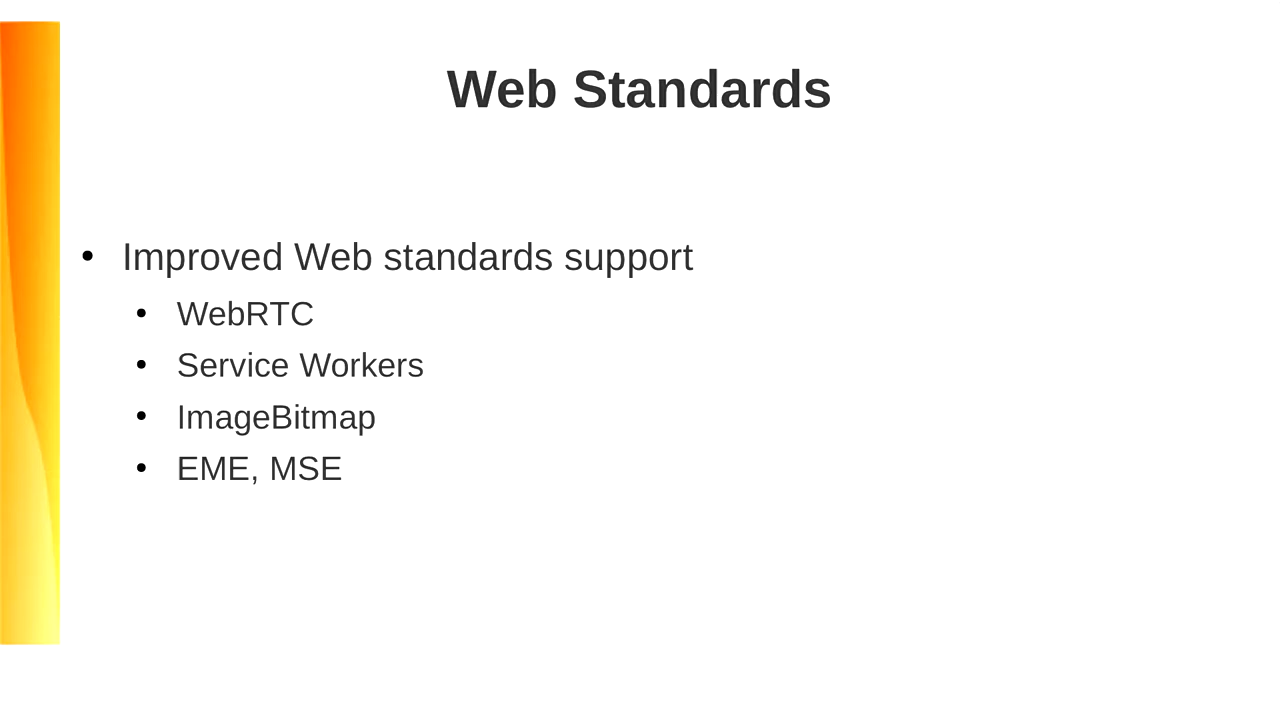 Web Standards
• Improved Web standards support
• WebRTC
• Service Workers
• ImageBitmap
• EME, MSE